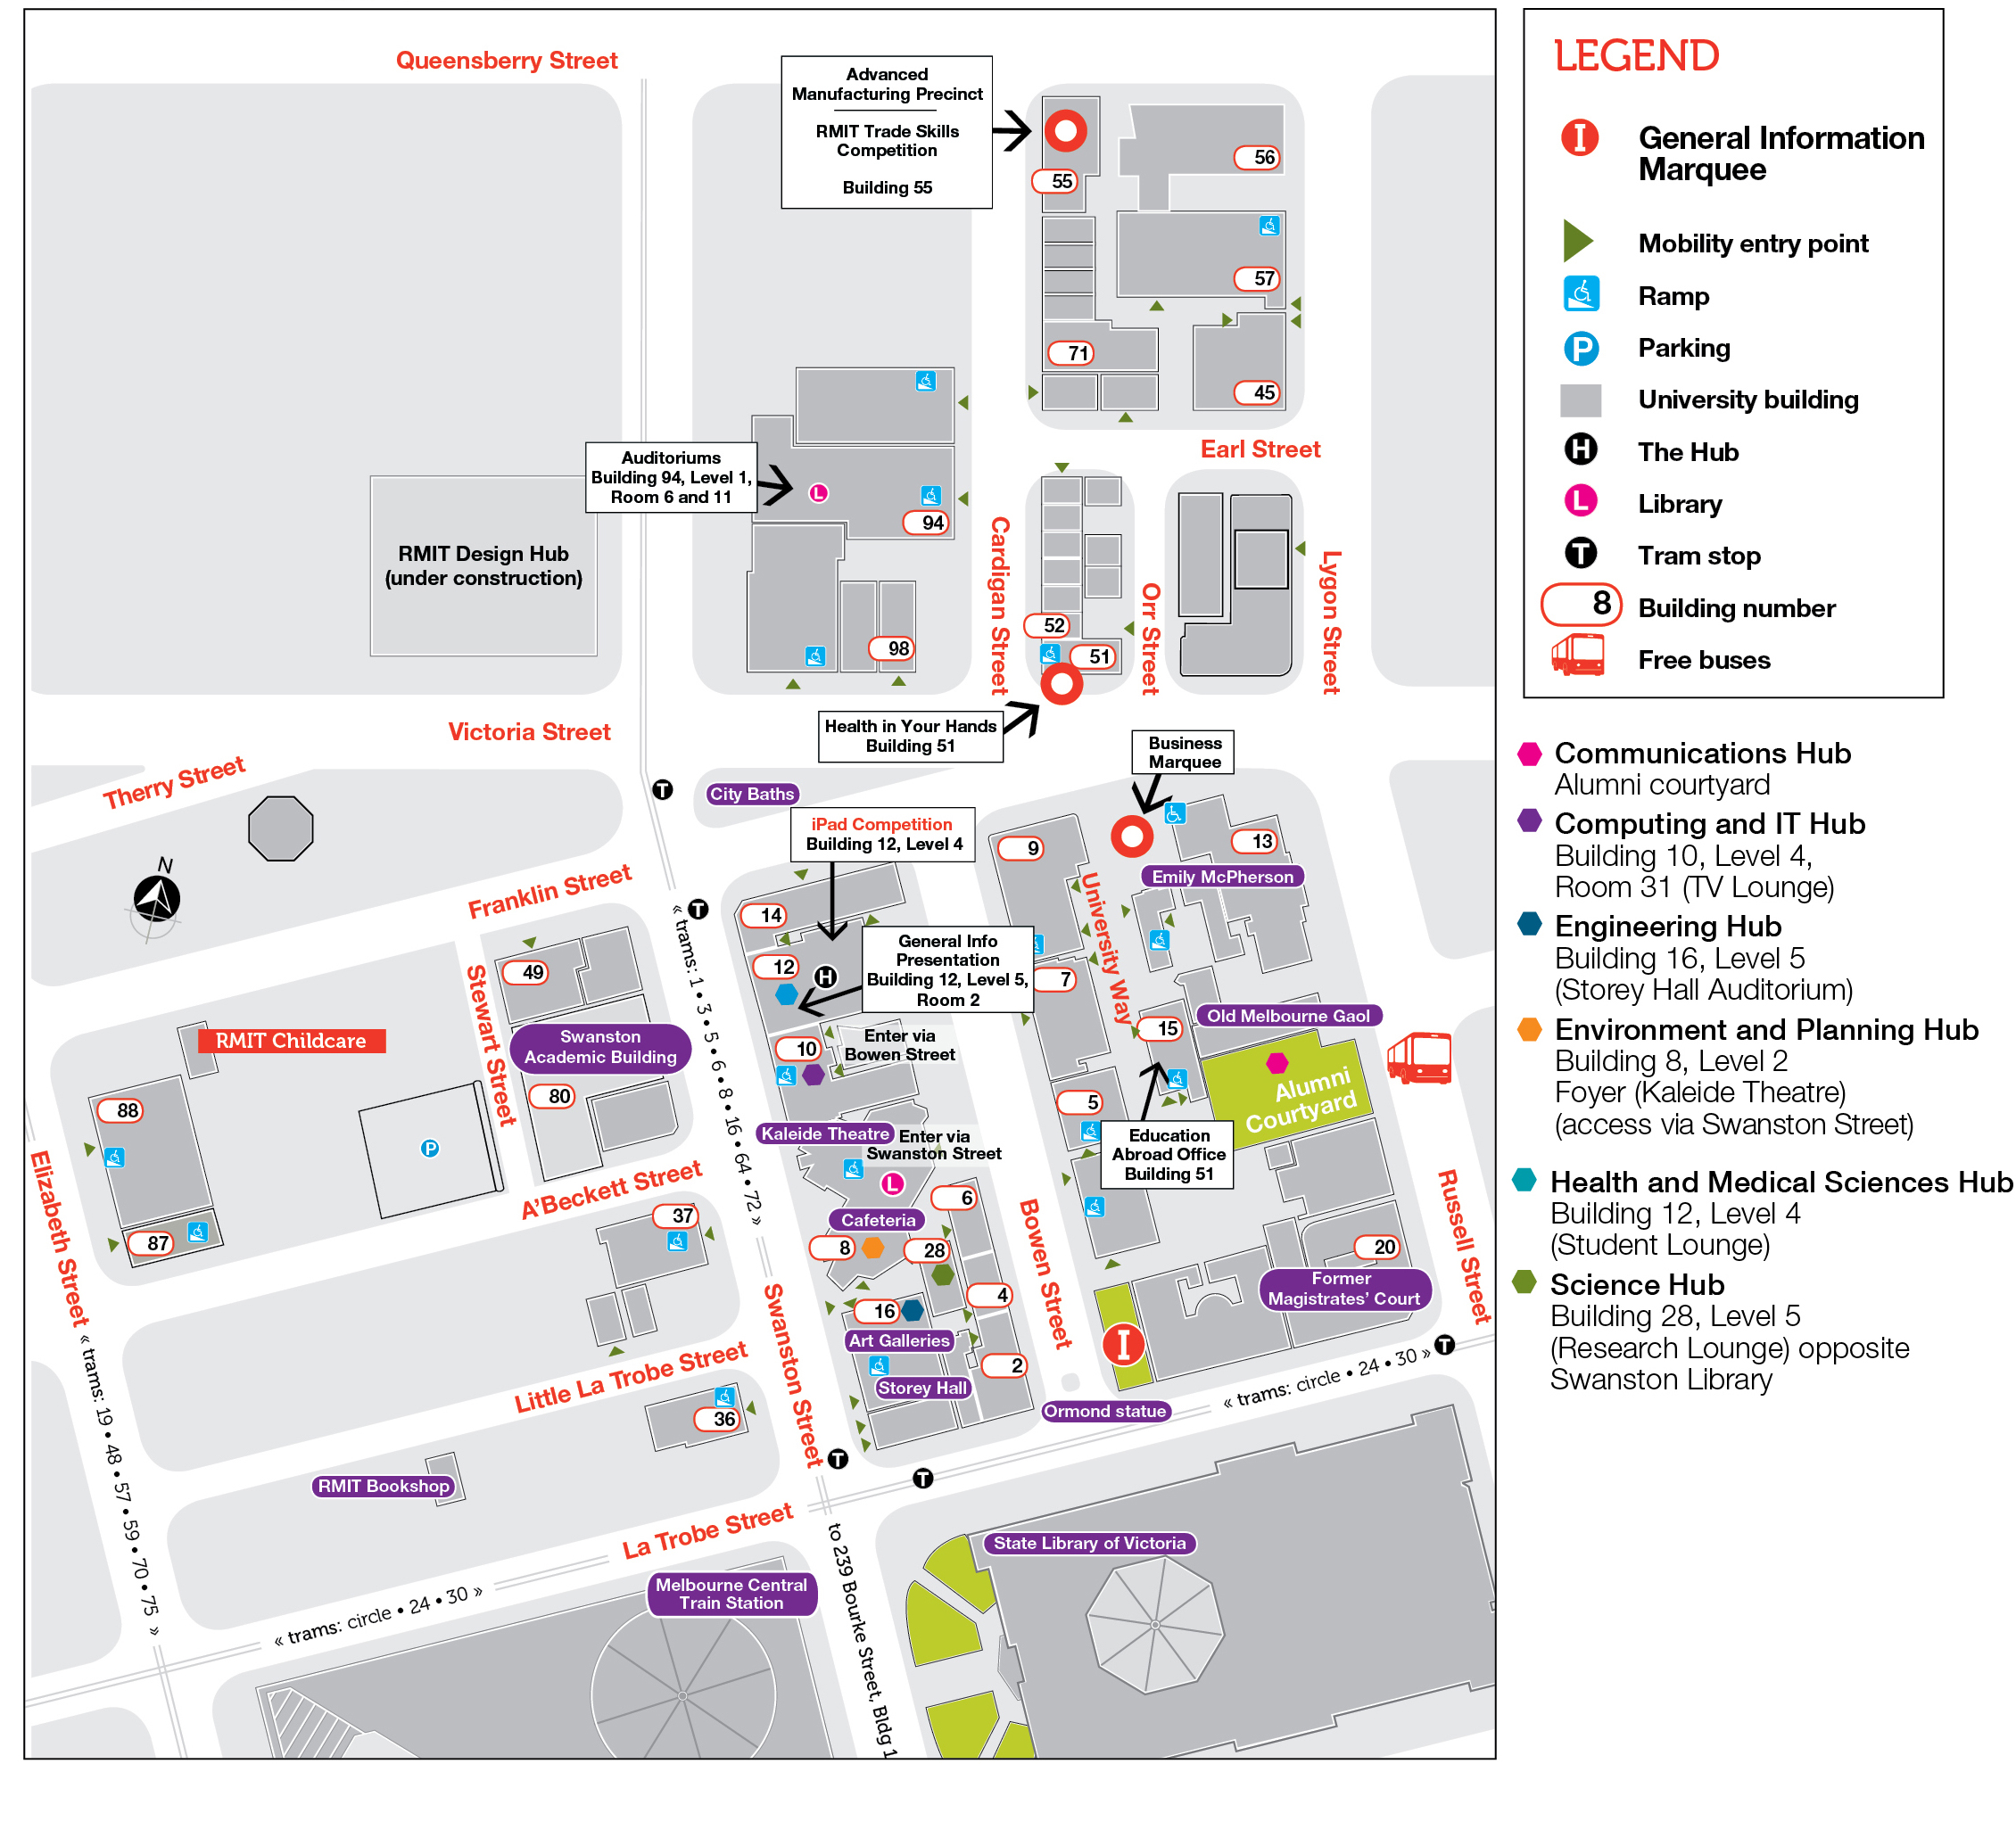 Queensberry Street
Advanced
Manufacturing Precinct
RMIT Trade Skills
Competition
Building 55
55
56
57
71
45
Earl Street
Auditoriums
Building 94, Level 1,
Room 6 and 11
L
94
98
RMIT Design Hub
(under construction)
Cardigan Street
Orr Street
Lygon Street
52
51
Health in Your Hands
Building 51
Victoria Street
Therry Street
N
T
City Baths
Business
Marquee
iPad Competition
Building 12, Level 4
9
13
Emily McPherson
University Way
Franklin Street
T
« trams: 1 • 3 • 5 • 6 • 8 • 16 • 64 • 72 »
14
12
H
General Info
Presentation
Building 12, Level 5,
Room 2
7
49
Stewart Street
Swanston
Academic Building
80
RMIT Childcare
88
P
87
10
Enter via
Bowen Street
15
Old Melbourne Gaol
Alumni
Courtyard
5
Education
Abroad Office
Building 51
Kaleide Theatre
Enter via
Swanston Street
L
6
Cafeteria
8
28
4
16
Art Galleries
Storey Hall
2
Bowen Street
20
Former
Magistrates' Court
Russell Street
I
Ormond statue
« trams: circle • 24 • 30 »
T
A'Beckett Street
37
Elizabeth Street
« trams: 19 • 48 • 57 • 59 • 70 • 75 »
Swanston Street
Little La Trobe Street
36
RMIT Bookshop
T
T
La Trobe Street
« trams: circle • 24 • 30 »
Melbourne Central
Train Station
to 239 Bourke Street, Bldg 1
State Library of Victoria
LEGEND
I
General Information
Marquee
Mobility entry point
Ramp
P
Parking
University building
H
The Hub
L
Library
T
Tram stop
8
Building number
Free buses
Communications Hub
Alumni courtyard
Computing and IT Hub
Building 10, Level 4,
Room 31 (TV Lounge)
Engineering Hub
Building 16, Level 5
(Storey Hall Auditorium)
Environment and Planning Hub
Building 8, Level 2
Foyer (Kaleide Theatre)
(access via Swanston Street)
Health and Medical Sciences Hub
Building 12, Level 4
(Student Lounge)
Science Hub
Building 28, Level 5
(Research Lounge) opposite
Swanston Library